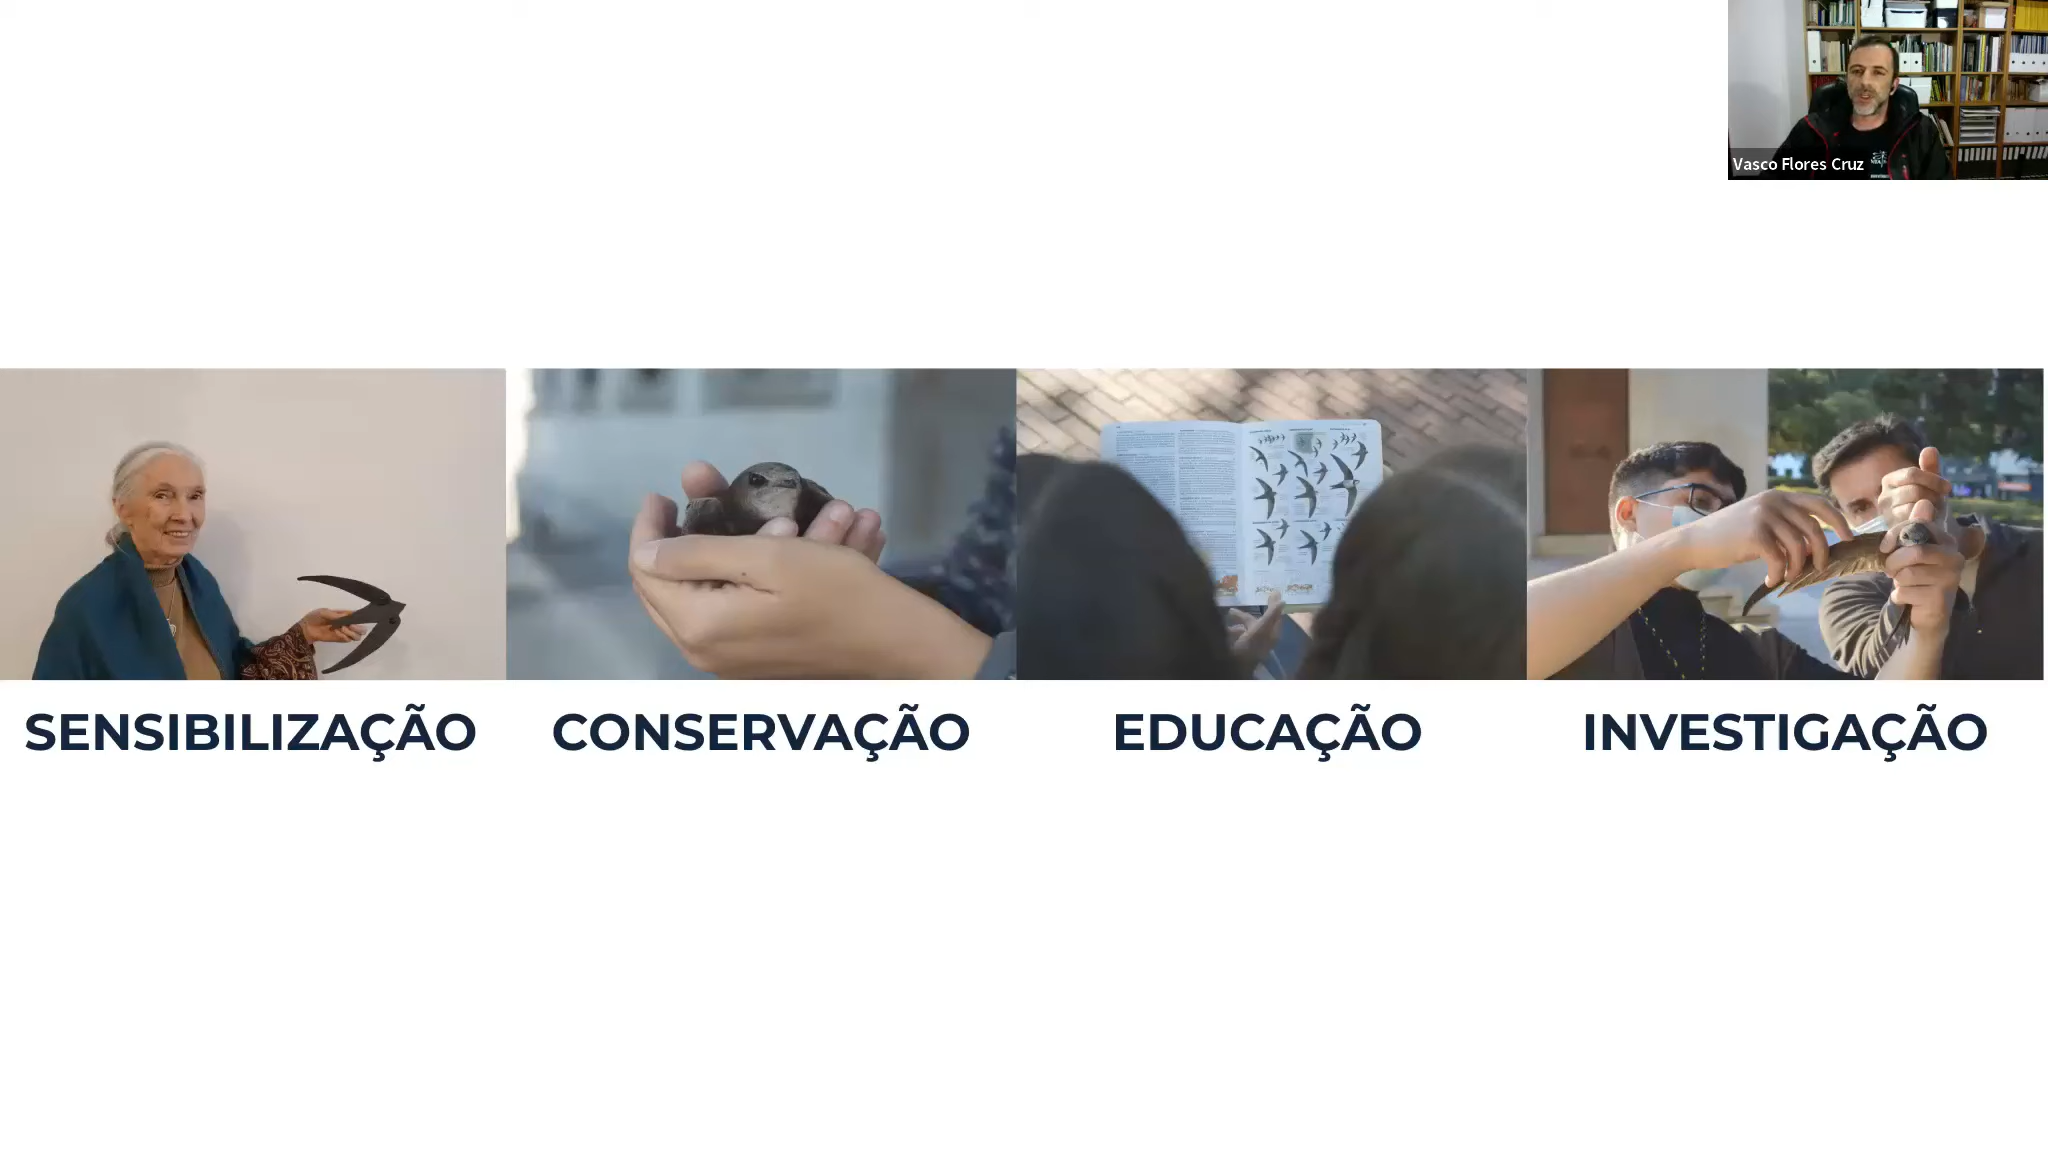 Vasco Flores Cruz
SENSIBILIZAÇÃO
CONSERVAÇÃO
EDUCAÇÃO
INVESTIGAÇÃO